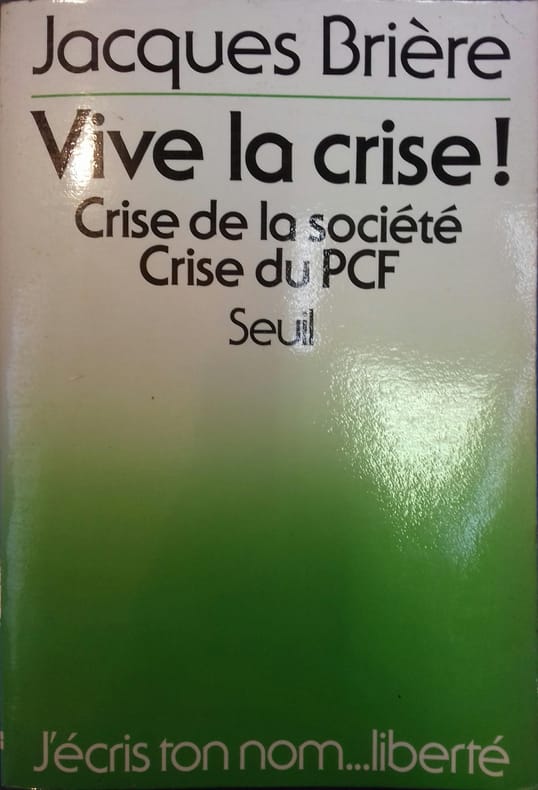 Jacques Brière
Vive la crise !
Crise de la société
Crise du PCF
Seuil
J'écris ton nom...liberté